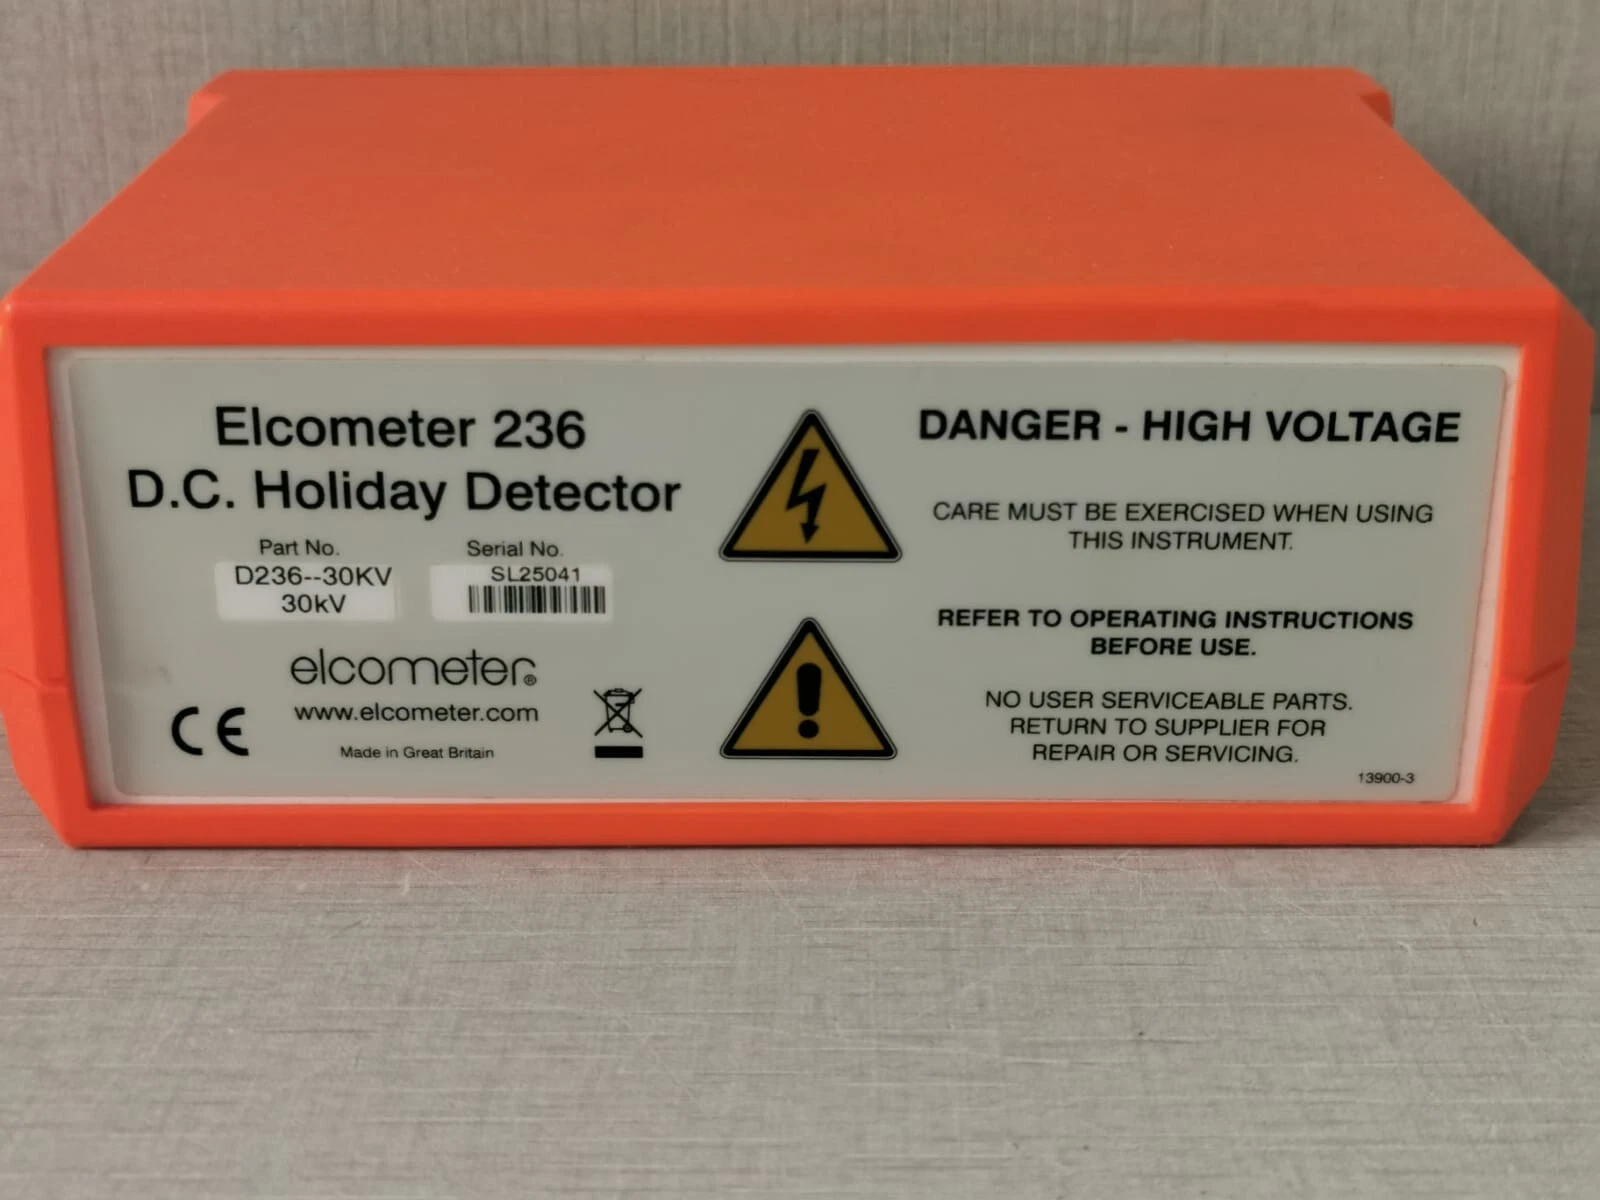 Elcometer 236
D.C. Holiday Detector
Part No.
D236--30KV
30kV
Serial No.
SL25041
elcometer®
www.elcometer.com
Made in Great Britain
CE
DANGER - HIGH VOLTAGE
CARE MUST BE EXERCISED WHEN USING
THIS INSTRUMENT.
REFER TO OPERATING INSTRUCTIONS
BEFORE USE.
NO USER SERVICEABLE PARTS.
RETURN TO SUPPLIER FOR
REPAIR OR SERVICING.
13900-3